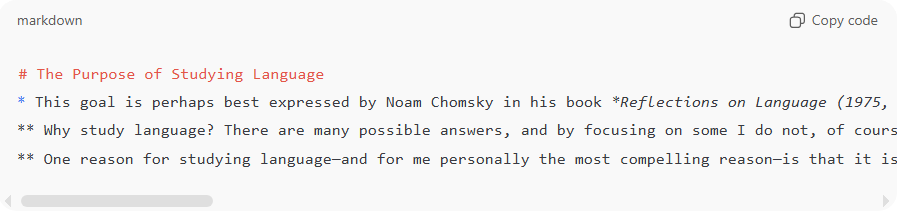 markdown
Copy code
# The Purpose of Studying Language
* This goal is perhaps best expressed by Noam Chomsky in his book *Reflections on Language (1975,
** Why study language? There are many possible answers, and by focusing on some I do not, of cours
** One reason for studying language—and for me personally the most compelling reason—is that it is